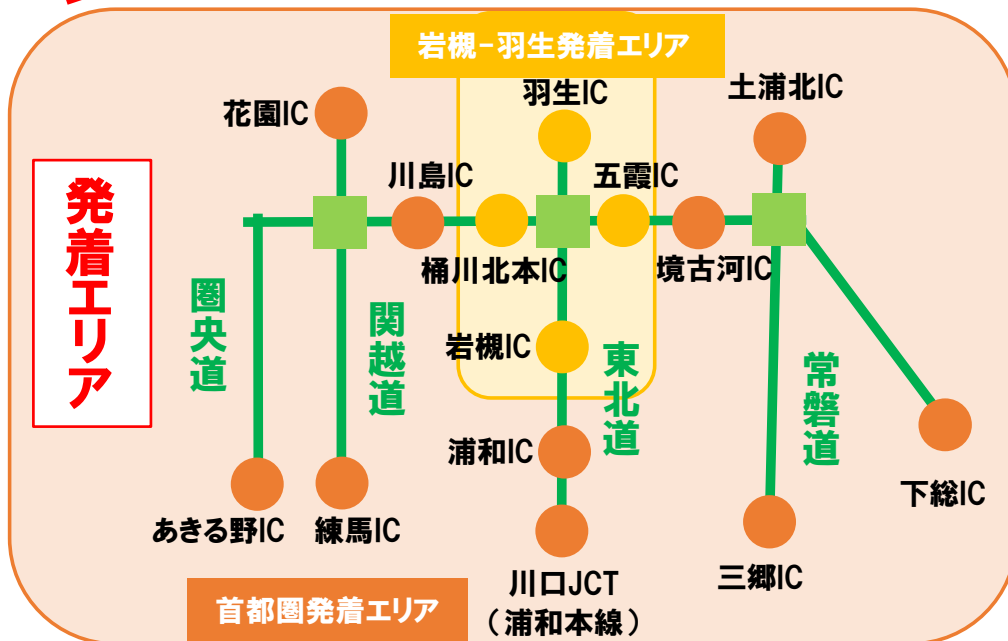 岩槻-羽生発着エリア
羽生IC
土浦北IC
花園IC
川島IC
五霞IC
発着エリア
桶川北本IC
境古河IC
圏央道
関越道
岩槻IC
東北道
常磐道
浦和IC
下総IC
あきる野IC
練馬IC
川口JCT
（浦和本線）
三郷IC
首都圏発着エリア